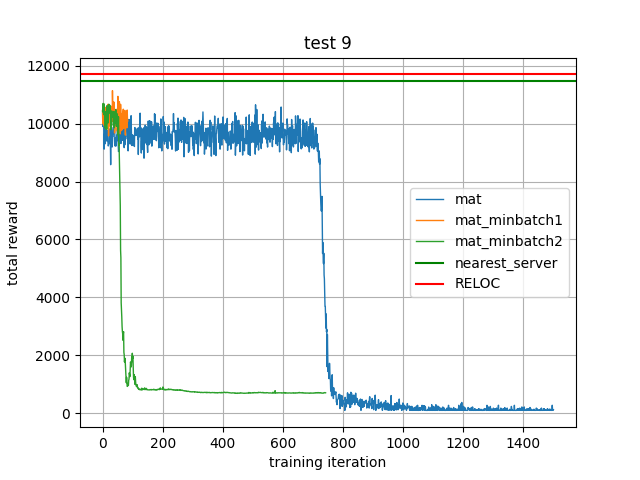 test 9
total reward
12000
10000
8000
6000
4000
2000
0
mat
mat_minbatch1
mat_minbatch2
nearest_server
RELOC
0 200 400 600 800 1000 1200 1400
training iteration